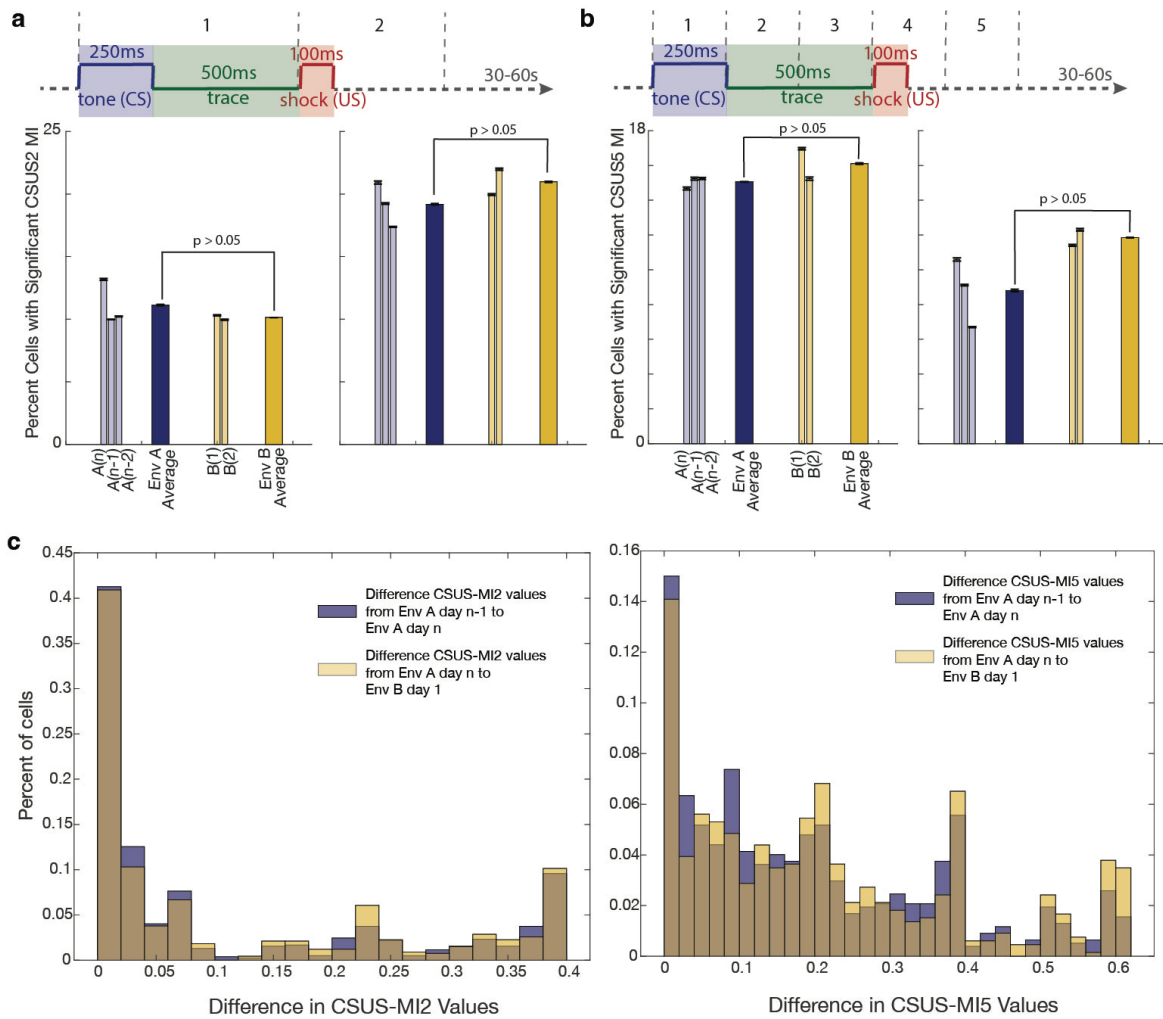 a
1
2
250ms
500ms
100ms
30-60s
tone (CS)
trace
shock (US)
Percent Cells with Significant CSUS2 MI
25
0
p > 0.05
p > 0.05
A(n)
A(n-1)
A(n-2)
Env A
Average
B(1)
B(2)
Env B
Average
b
1
2
3
4
5
250ms
500ms
100ms
30-60s
tone (CS)
trace
shock (US)
Percent Cells with Significant CSUS5 MI
18
0
p > 0.05
p > 0.05
A(n)
A(n-1)
A(n-2)
Env A
Average
B(1)
B(2)
Env B
Average
c
Percent of cells
0.45
0.4
0.35
0.3
0.25
0.2
0.15
0.1
0.05
0
Difference CSUS-MI2 values
from Env A day n-1 to
Env A day n
Difference CSUS-MI2 values
from Env A day n to
Env B day 1
0
0.05
0.1
0.15
0.2
0.25
0.3
0.35
0.4
Difference in CSUS-MI2 Values
0.16
0.14
0.12
0.1
0.08
0.06
0.04
0.02
0
Difference CSUS-MI5 values
from Env A day n-1 to
Env A day n
Difference CSUS-MI5 values
from Env A day n to
Env B day 1
0
0.1
0.2
0.3
0.4
0.5
0.6
Difference in CSUS-MI5 Values